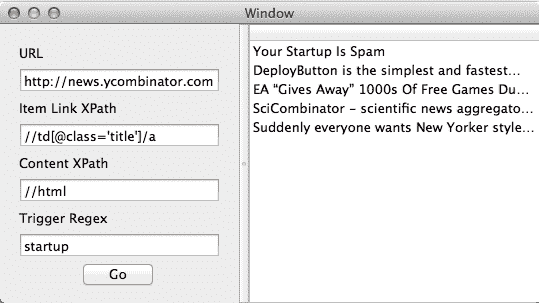 Window
URL
http://news.ycombinator.com
Item Link XPath
//td[@class='title']/a
Content XPath
//html
Trigger Regex
startup
Go
Your Startup Is Spam
DeployButton is the simplest and fastest…
EA “Gives Away” 1000s Of Free Games Du…
SciCombinator – scientific news aggregato…
Suddenly everyone wants New Yorker style…